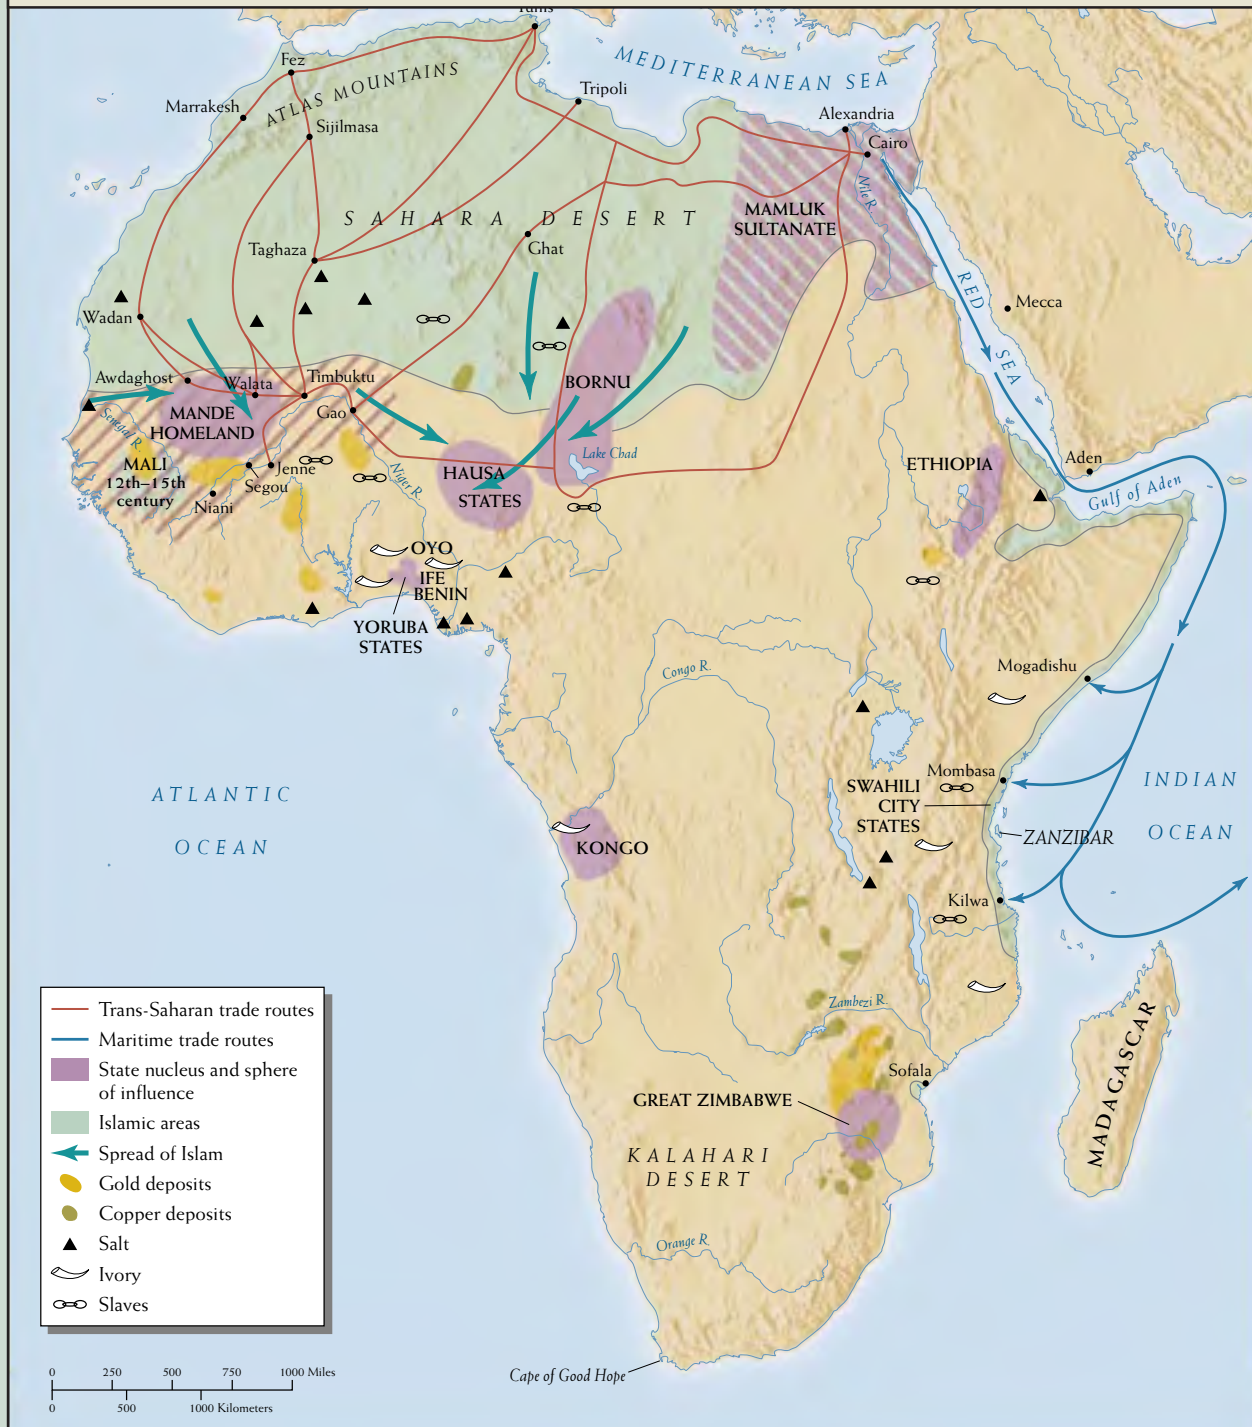 Tunis
MEDITERRANEAN SEA
Fez
ATLAS MOUNTAINS
Tripoli
Marrakesh
Alexandria
Sijilmasa
Cairo
Nile R.
SAHARA DESERT
MAMLUK
SULTANATE
Taghaza
Ghat
RED
SEA
Mecca
Wadan
Awdaghost
Walata
Timbuktu
BORNU
MANDE
HOMELAND
Gao
Senegal R.
Lake Chad
Aden
MALI
12th–15th
century
Jenne
Segou
Niger R.
HAUSA
STATES
ETHIOPIA
Gulf of Aden
Niani
OYO
IFE
BENIN
YORUBA
STATES
Mogadishu
Congo R.
ATLANTIC
OCEAN
Mombasa
SWAHILI
CITY
STATES
INDIAN
OCEAN
ZANZIBAR
KONGO
Kilwa
Zambezi R.
MADAGASCAR
Sofala
GREAT ZIMBABWE
KALAHARI
DESERT
Orange R.
Cape of Good Hope
Trans-Saharan trade routes
Maritime trade routes
State nucleus and sphere
of influence
Islamic areas
Spread of Islam
Gold deposits
Copper deposits
Salt
Ivory
Slaves
0 250 500 750 1000 Miles
0 500 1000 Kilometers